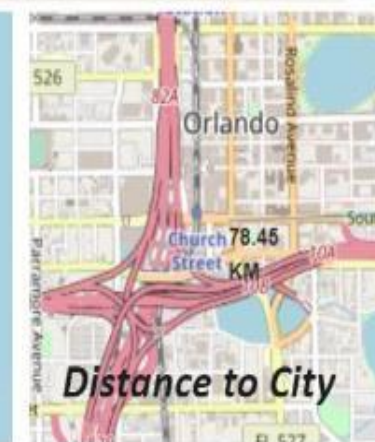 526
82A
Rosalind Avenue
Orlando
Sou
Church
Street
78.45
KM
10A
10B
Parramore Avenue
Distance to City
FL 527